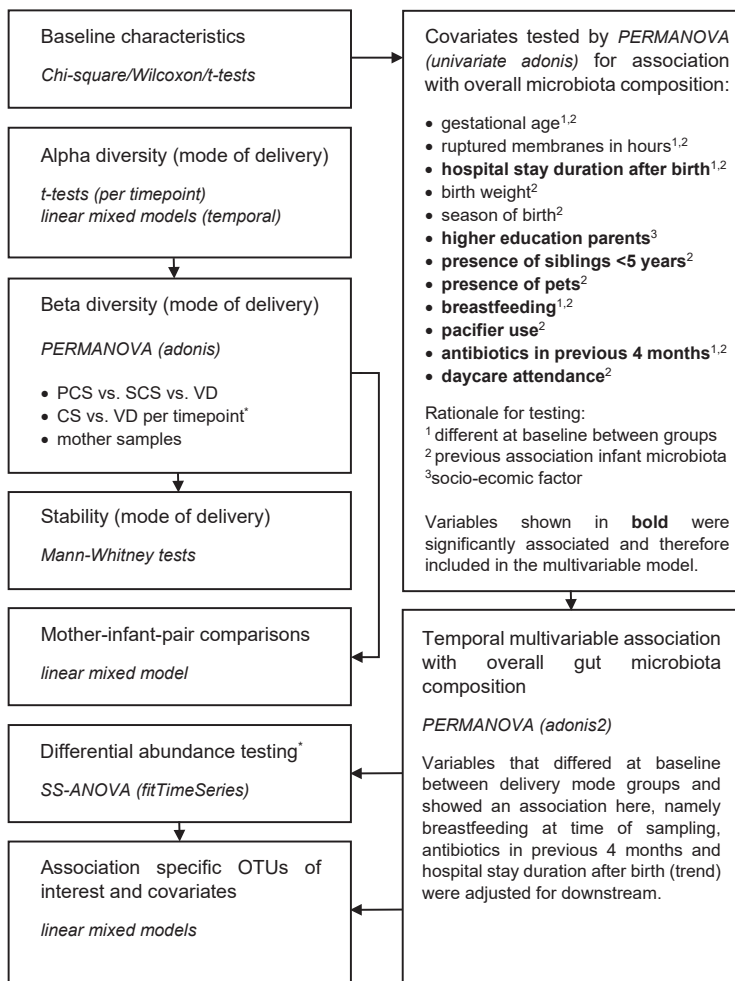 Baseline characteristics
Chi-square/Wilcoxon/t-tests
Alpha diversity (mode of delivery)
t-tests (per timepoint)
linear mixed models (temporal)
Beta diversity (mode of delivery)
PERMANOVA (adonis)
• PCS vs. SCS vs. VD
• CS vs. VD per timepoint*
• mother samples
Stability (mode of delivery)
Mann-Whitney tests
Mother-infant-pair comparisons
linear mixed model
Differential abundance testing*
SS-ANOVA (fitTimeSeries)
Association specific OTUs of
interest and covariates
linear mixed models
Covariates tested by PERMANOVA
(univariate adonis) for association
with overall microbiota composition:
• gestational age1,2
• ruptured membranes in hours1,2
• hospital stay duration after birth1,2
• birth weight2
• season of birth2
• higher education parents3
• presence of siblings <5 years2
• presence of pets2
• breastfeeding1,2
• pacifier use2
• antibiotics in previous 4 months1,2
• daycare attendance2
Rationale for testing:
1 different at baseline between groups
2 previous association infant microbiota
3socio-ecomic factor
Variables shown in bold were
significantly associated and therefore
included in the multivariable model.
Temporal multivariable association
with overall gut microbiota
composition
PERMANOVA (adonis2)
Variables that differed at baseline
between delivery mode groups and
showed an association here, namely
breastfeeding at time of sampling,
antibiotics in previous 4 months and
hospital stay duration after birth (trend)
were adjusted for downstream.